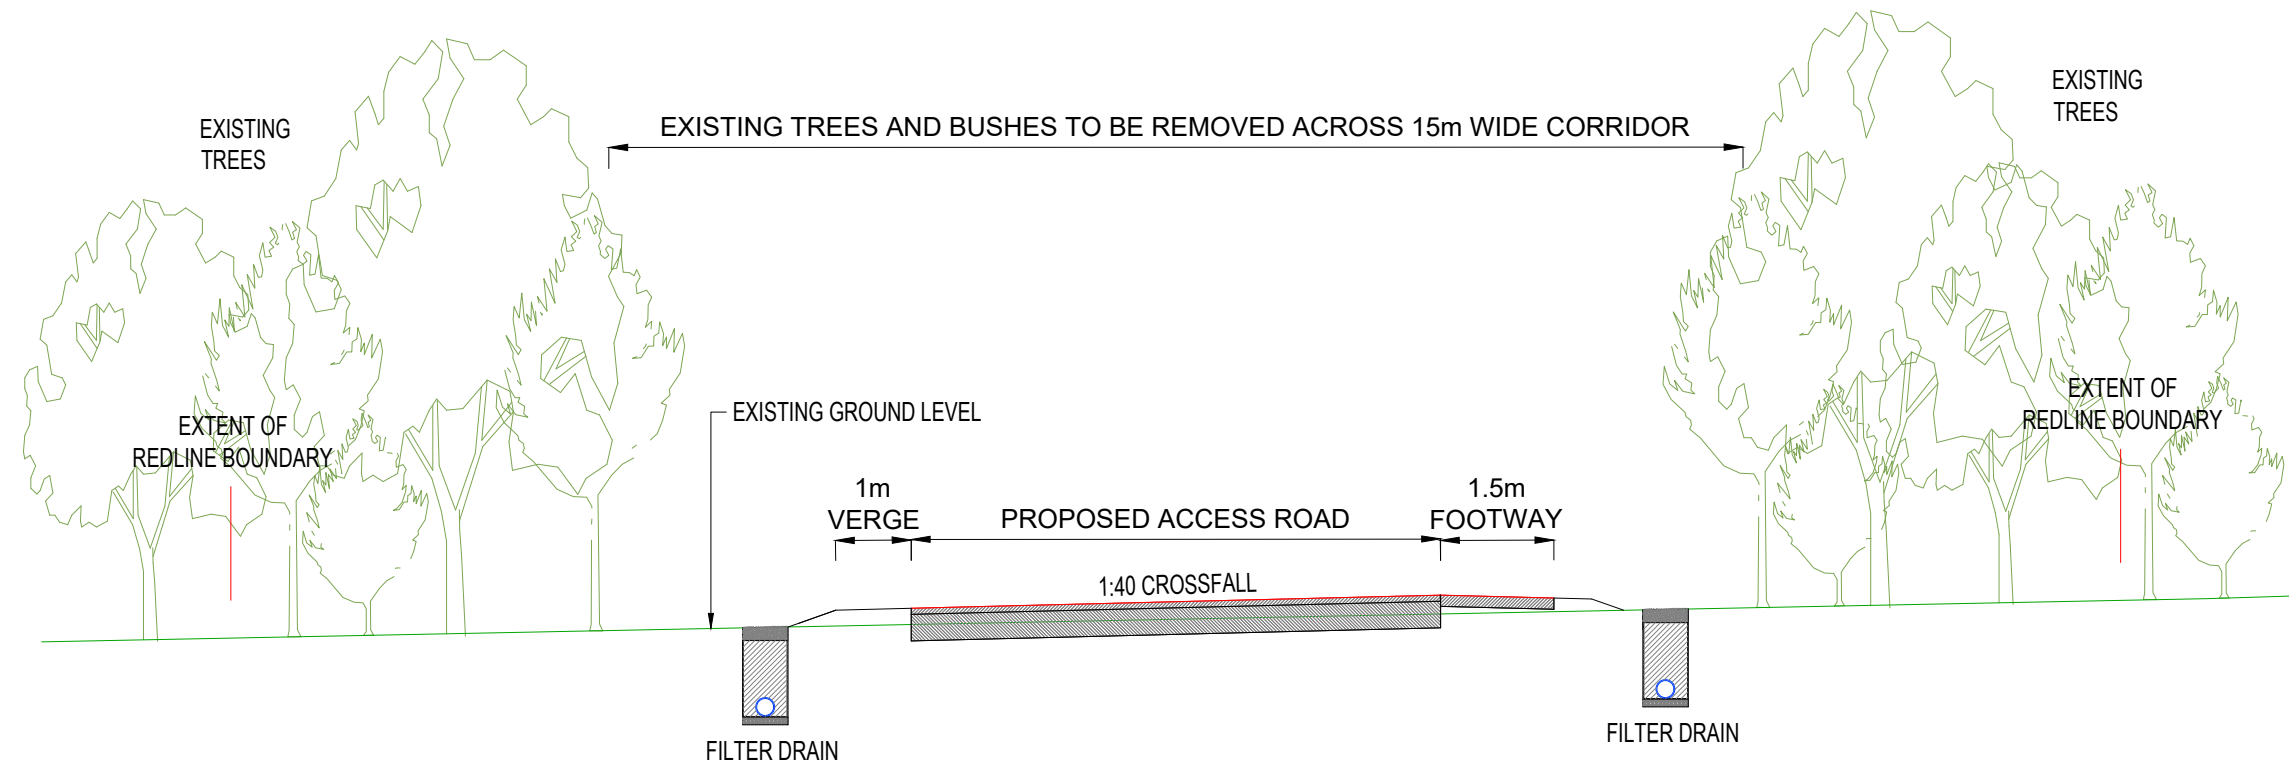 EXISTING
TREES
EXISTING TREES AND BUSHES TO BE REMOVED ACROSS 15m WIDE CORRIDOR
EXISTING
TREES
EXTENT OF
REDLINE BOUNDARY
EXISTING GROUND LEVEL
EXTENT OF
REDLINE BOUNDARY
1m
VERGE
PROPOSED ACCESS ROAD
1.5m
FOOTWAY
1:40 CROSSFALL
FILTER DRAIN
FILTER DRAIN